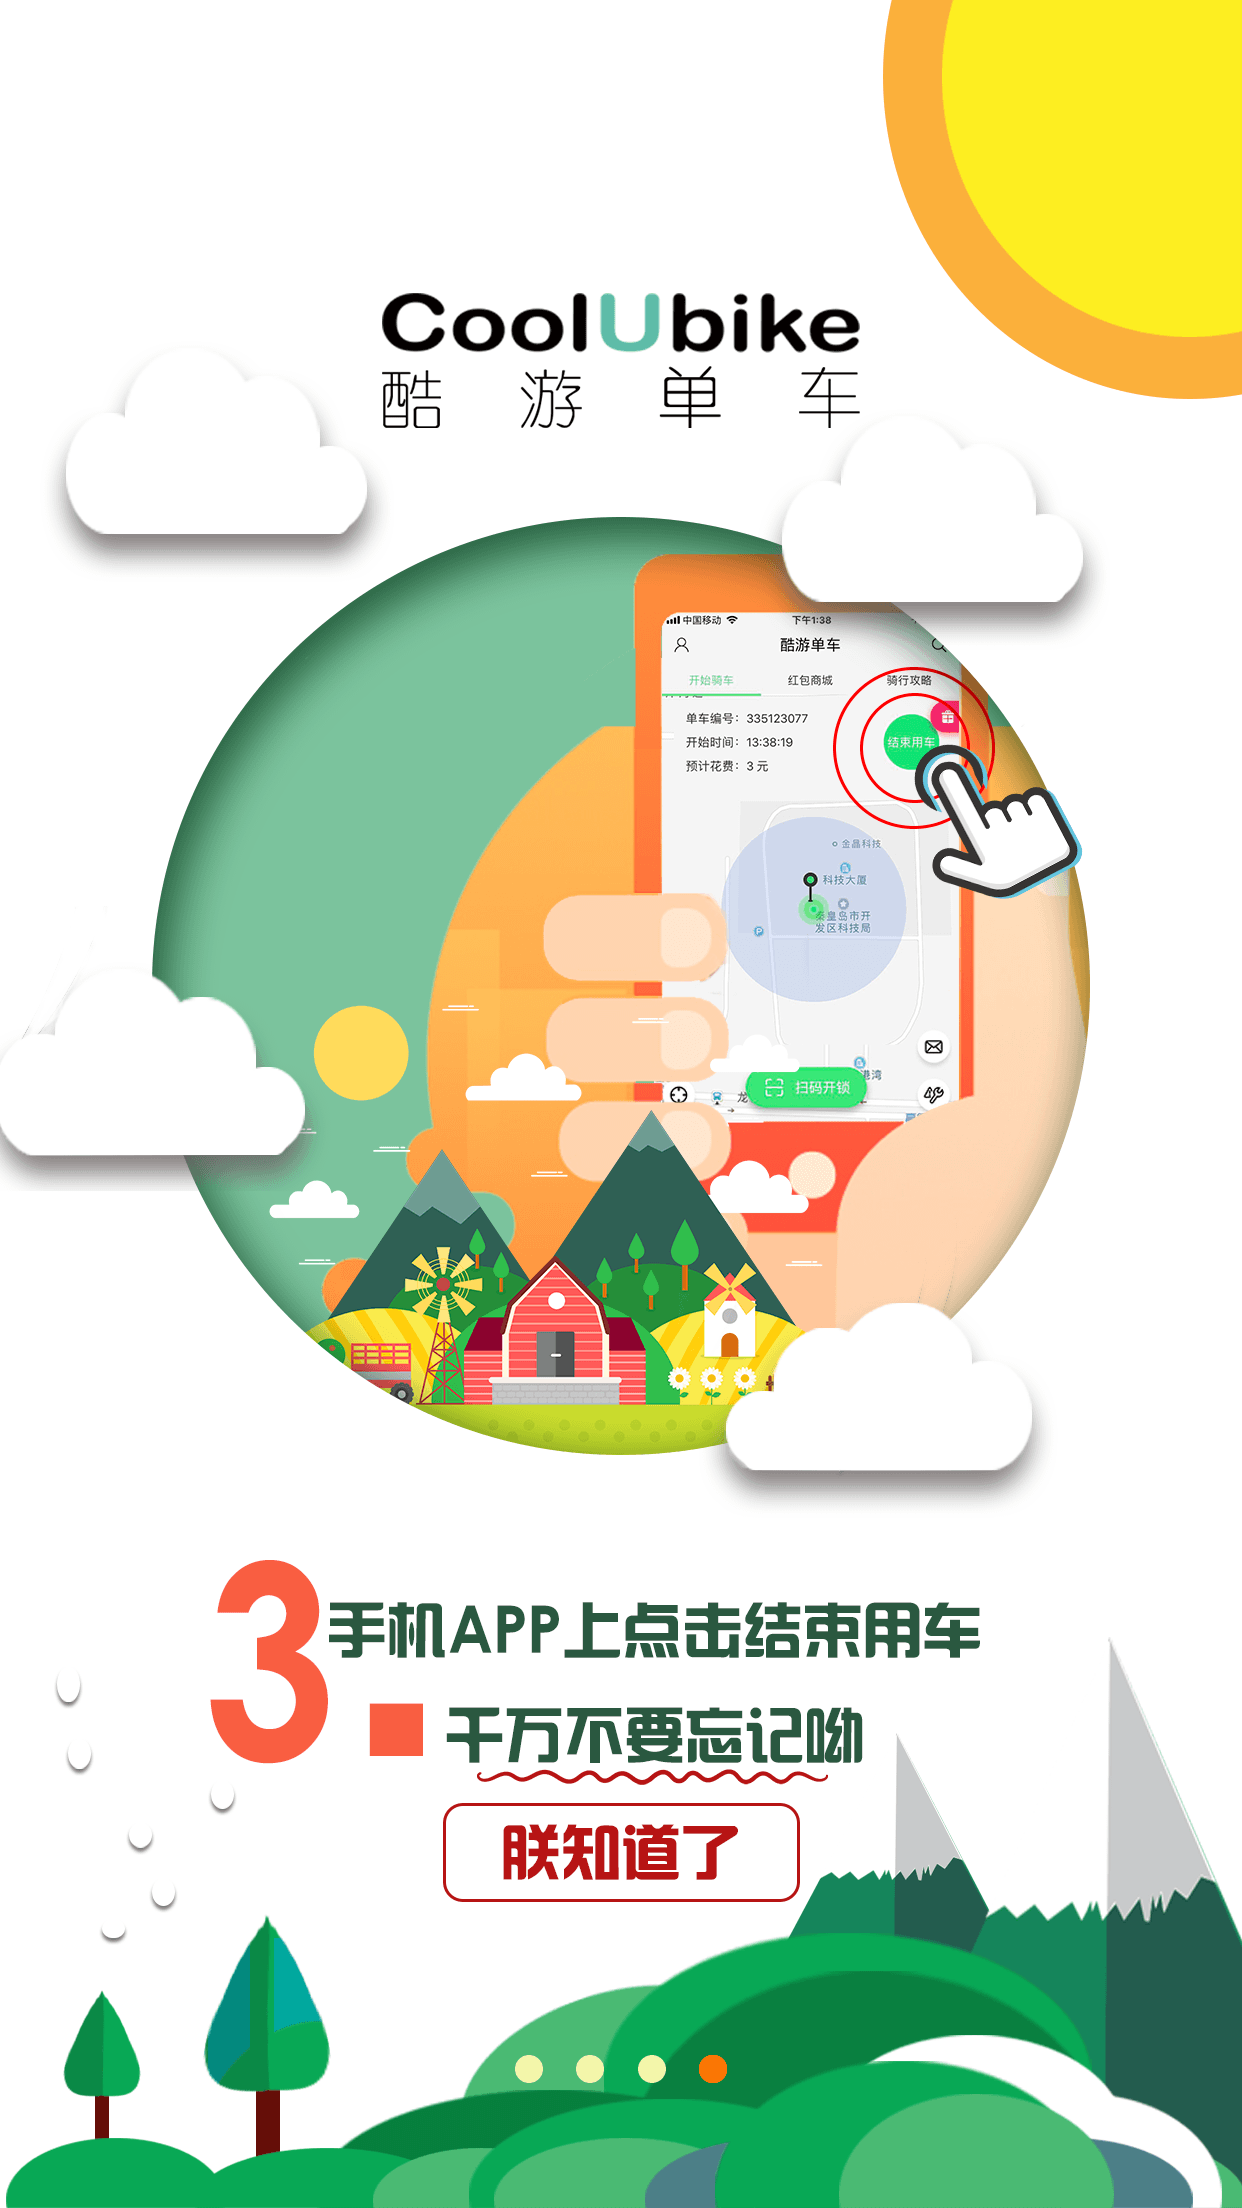 CoolUbike
酷游单车
中国移动 下午1:38
酷游单车
开始骑车 红包商城 骑行攻略
单车编号：335123077
开始时间：13:38:19
预计花费：3 元
结束用车
金晶科技
科技大厦
秦皇岛市开
发区科技局
P
港湾
龙
扫码开锁
3.
手机APP上点击结束用车
千万不要忘记呦
朕知道了